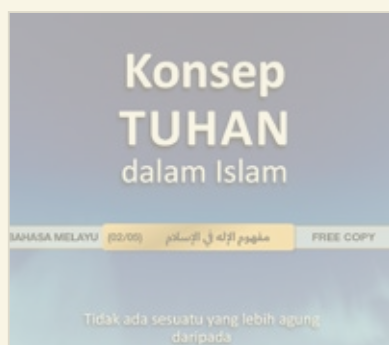 Konsep
TUHAN
dalam Islam
BAHASA MELAYU (02/05) مفهوم الإله في الإسلام FREE COPY
Tidak ada sesuatu yang lebih agung
daripada